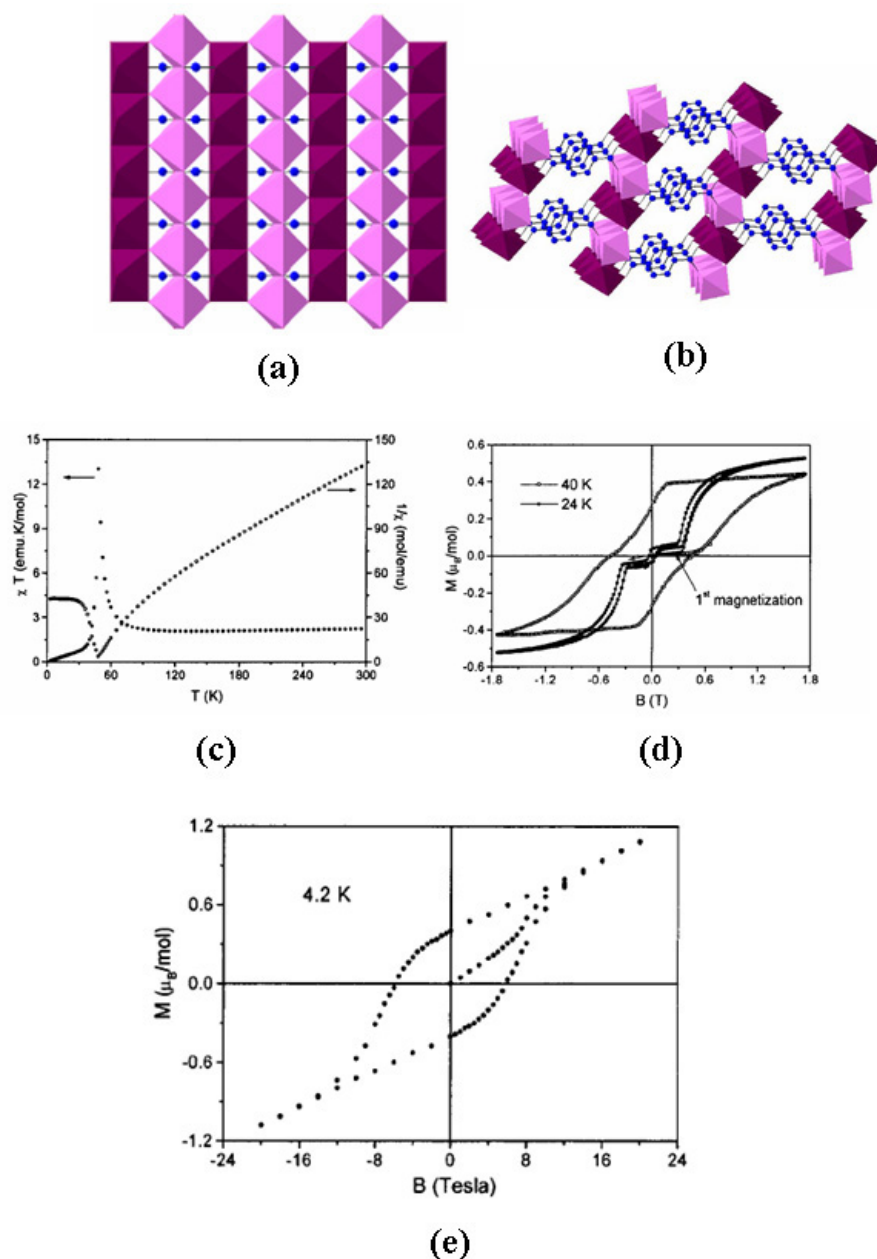 (a)
(b)
χ T (emu.K/mol)
15
12
9
6
3
0
150
120
90
60
30
0
1/χ (mol/emu)
0 60 120 180 240 300
T (K)
(c)
M (μB/mol)
0.6
0.4
0.2
0.0
-0.2
-0.4
-0.6
40 K
24 K
1st magnetization
-1.8 -1.2 -0.6 0.0 0.6 1.2 1.8
B (T)
(d)
M (μB/mol)
1.2
0.6
0.0
-0.6
-1.2
4.2 K
-24 -16 -8 0 8 16 24
B (Tesla)
(e)